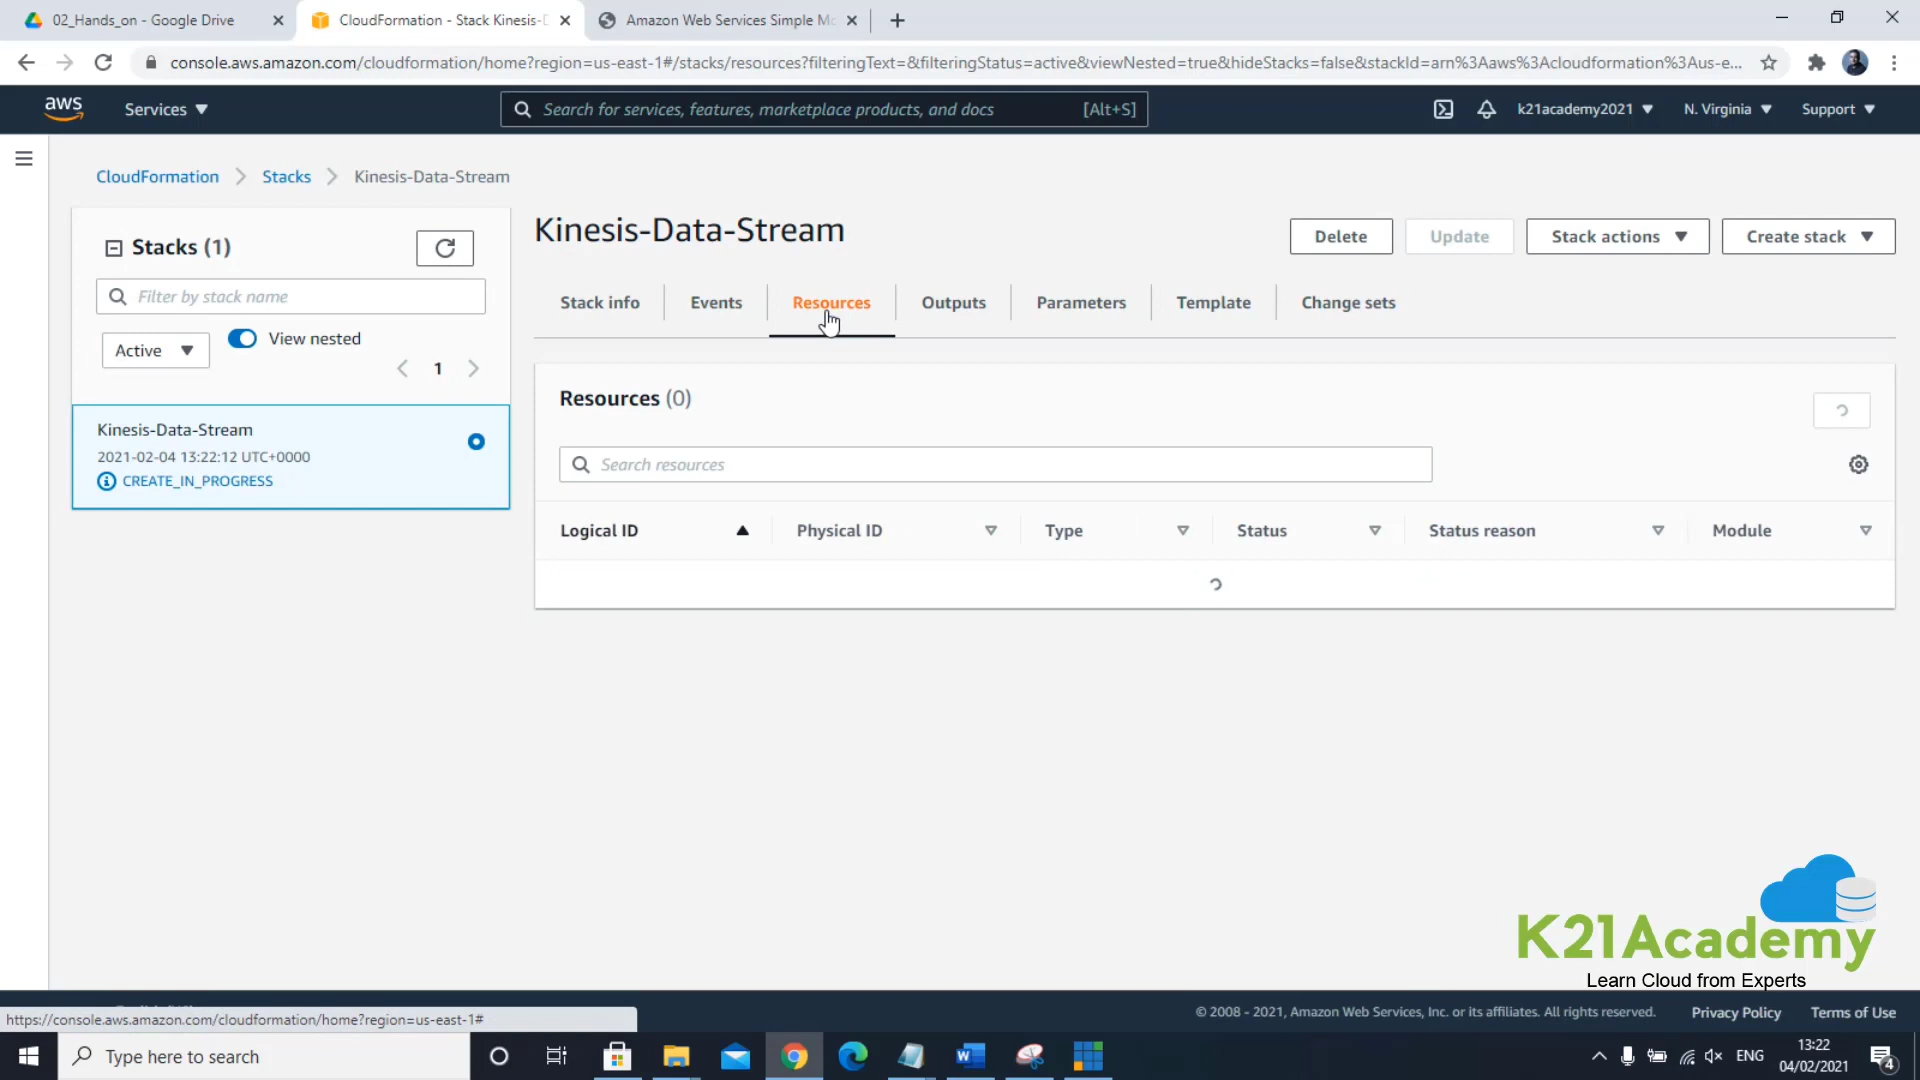 02_Hands_on - Google Drive
CloudFormation - Stack Kinesis-D
Amazon Web Services Simple Mo
console.aws.amazon.com/cloudformation/home?region=us-east-1#/stacks/resources?filteringText=&filteringStatus=active&viewNested=true&hideStacks=false&stackId=arn%3Aaws%3Acloudformation%3Aus-e...
aws
Services
Search for services, features, marketplace products, and docs
[Alt+S]
k21academy2021
N. Virginia
Support
CloudFormation
Stacks
Kinesis-Data-Stream
Stacks (1)
Filter by stack name
Active
View nested
1
Kinesis-Data-Stream
2021-02-04 13:22:12 UTC+0000
CREATE_IN_PROGRESS
Kinesis-Data-Stream
Delete
Update
Stack actions
Create stack
Stack info
Events
Resources
Outputs
Parameters
Template
Change sets
Resources (0)
Search resources
Logical ID
Physical ID
Type
Status
Status reason
Module
K21Academy
Learn Cloud from Experts
© 2008 - 2021, Amazon Web Services, Inc. or its affiliates. All rights reserved.
Privacy Policy
Terms of Use
https://console.aws.amazon.com/cloudformation/home?region=us-east-1#
Type here to search
ENG
13:22
04/02/2021
4